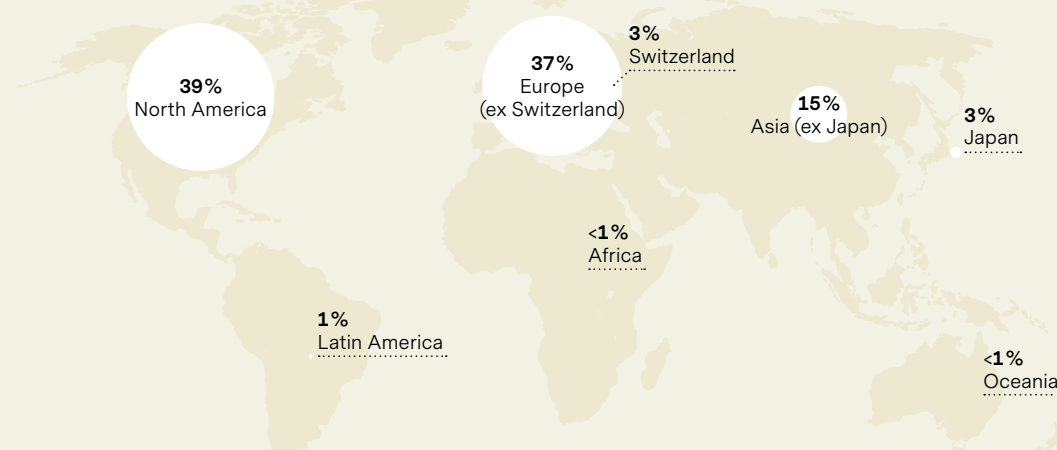 39%
North America
37%
Europe
(ex Switzerland)
3%
Switzerland
15%
Asia (ex Japan)
3%
Japan
<1%
Africa
1%
Latin America
<1%
Oceania